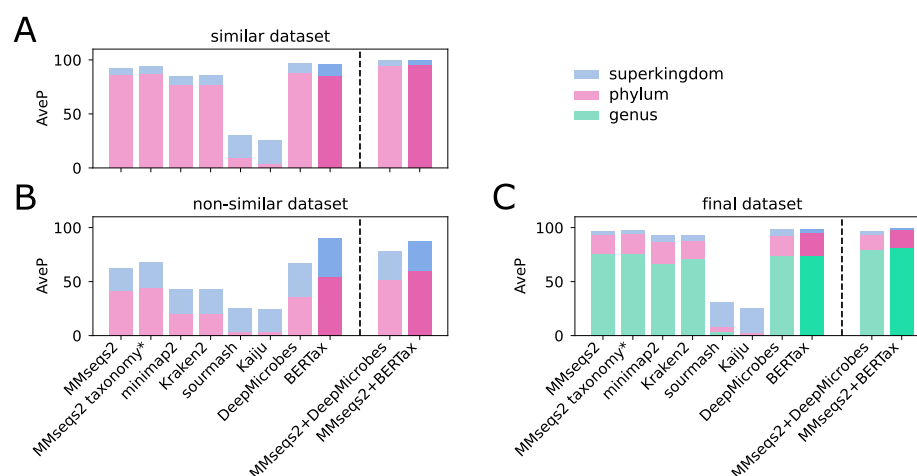 A
similar dataset
AveP
100
50
0
superkingdom
phylum
genus
B
non-similar dataset
AveP
100
50
0
MMseqs2
MMseqs2 taxonomy*
minimap2
Kraken2
sourmash
Kaiju
DeepMicrobes
BERTax
MMseqs2+DeepMicrobes
MMseqs2+BERTax
C
final dataset
AveP
100
50
0
MMseqs2
MMseqs2 taxonomy*
minimap2
Kraken2
sourmash
Kaiju
DeepMicrobes
BERTax
MMseqs2+DeepMicrobes
MMseqs2+BERTax